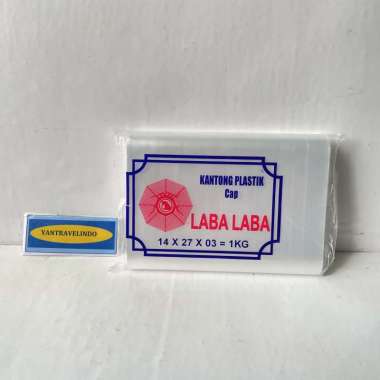 KANTONG PLASTIK
Cap
LABA LABA
14 X 27 X 03 = 1KG
VANTRAVELINDO